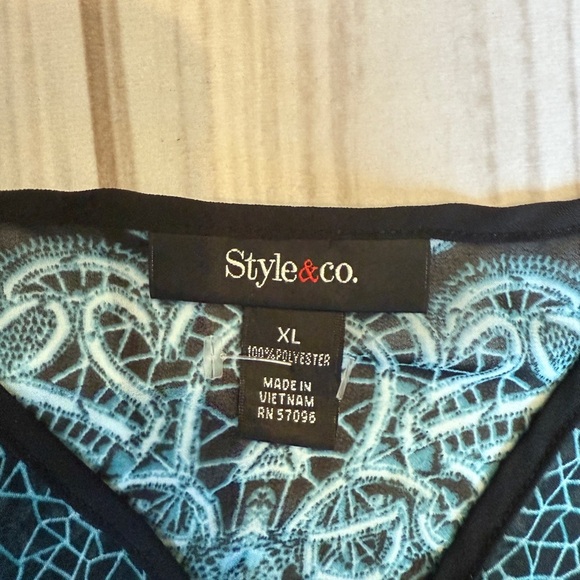 Style&co.
XL
100% POLYESTER
MADE IN
VIETNAM
RN 57096